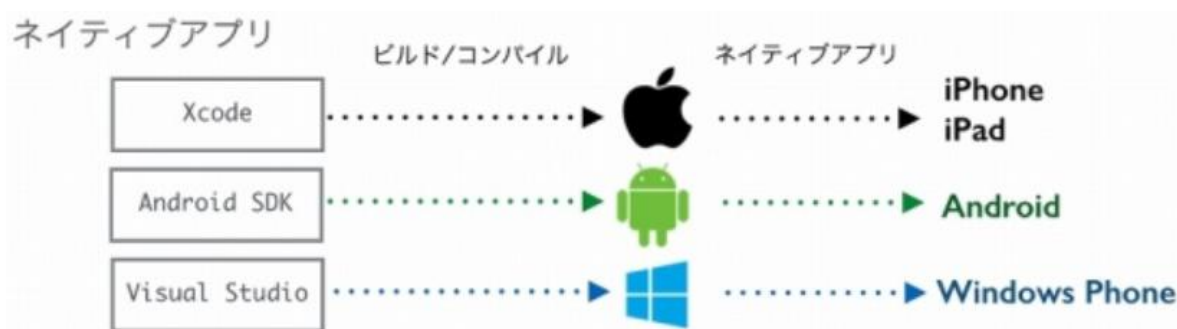 ネイティブアプリ
ビルド/コンパイル
ネイティブアプリ
Xcode
iPhone
iPad
Android SDK
Android
Visual Studio
Windows Phone